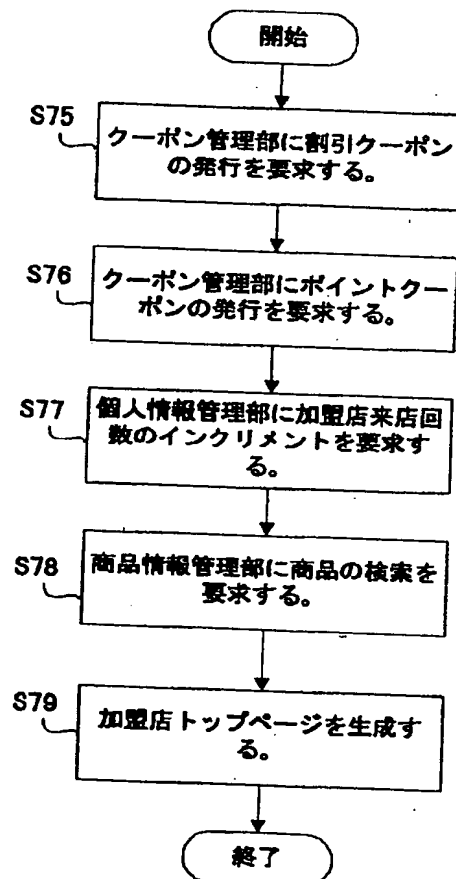 開始
S75
クーポン管理部に割引クーポン
の発行を要求する。
S76
クーポン管理部にポイントクー
ポンの発行を要求する。
S77
個人情報管理部に加盟店来店回
数のインクリメントを要求す
る。
S78
商品情報管理部に商品の検索を
要求する。
S79
加盟店トップページを生成す
る。
終了